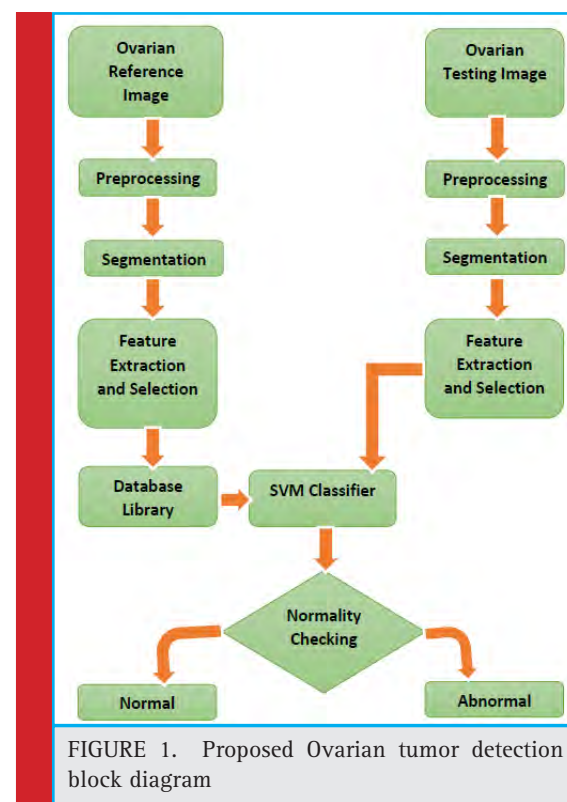 Ovarian
Reference
Image
Ovarian
Testing Image
Preprocessing
Preprocessing
Segmentation
Segmentation
Feature
Extraction
and Selection
Feature
Extraction
and Selection
Database
Library
SVM Classifier
Normality
Checking
Normal
Abnormal
FIGURE 1. Proposed Ovarian tumor detection
block diagram